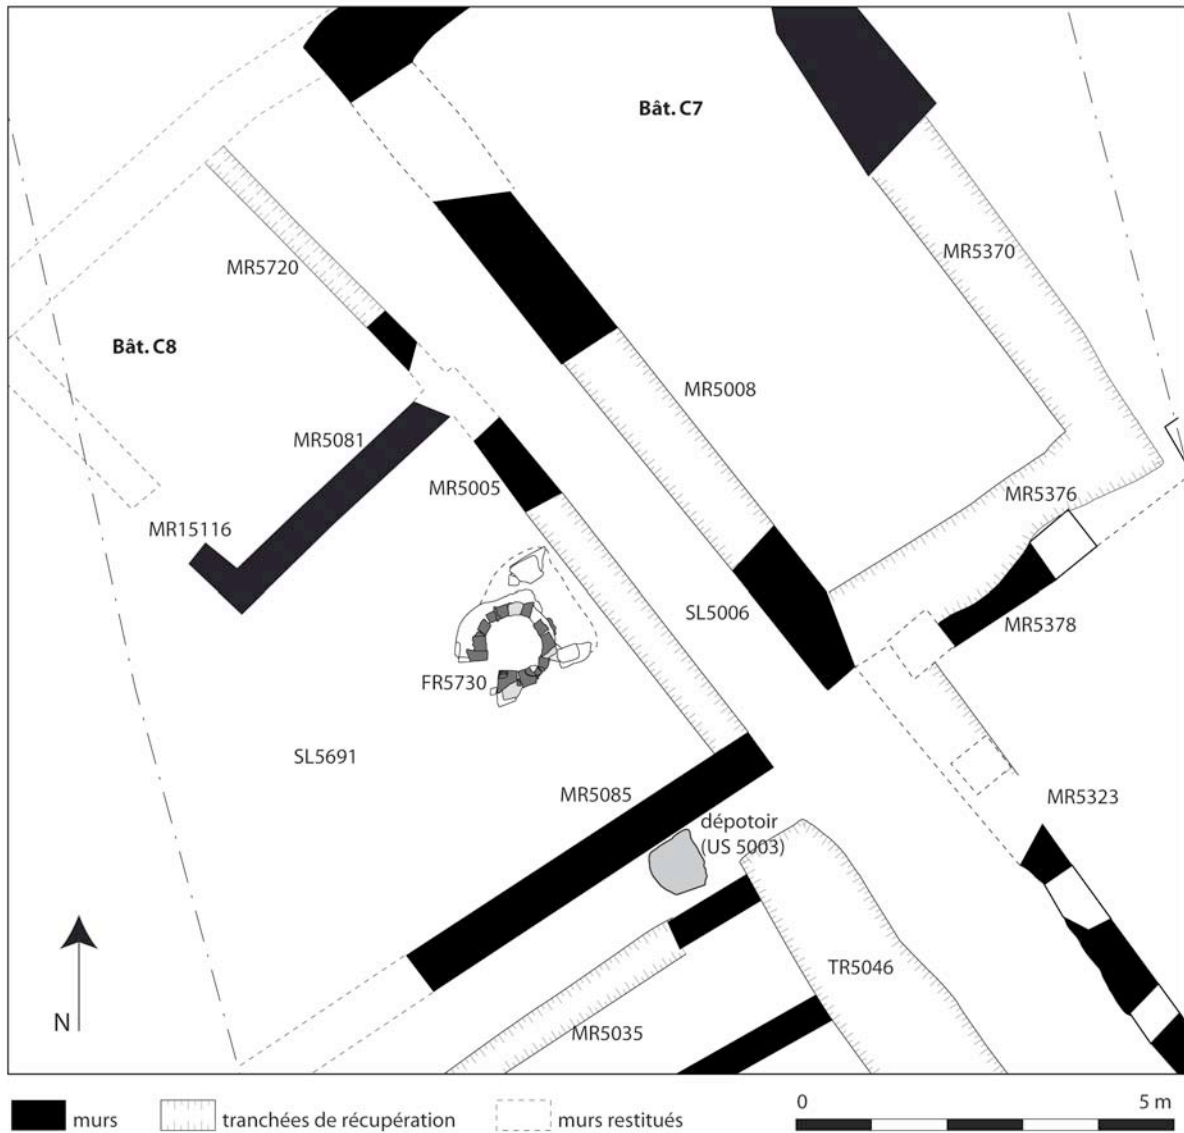 Bât. C7
MR5370
MR5720
Bât. C8
MR5008
MR5081
MR5005
MR5376
MR15116
SL5006
MR5378
FR5730
SL5691
MR5085
MR5323
dépotoir
(US 5003)
TR5046
N
MR5035
murs
tranchées de récupération
murs restitués
0
5 m